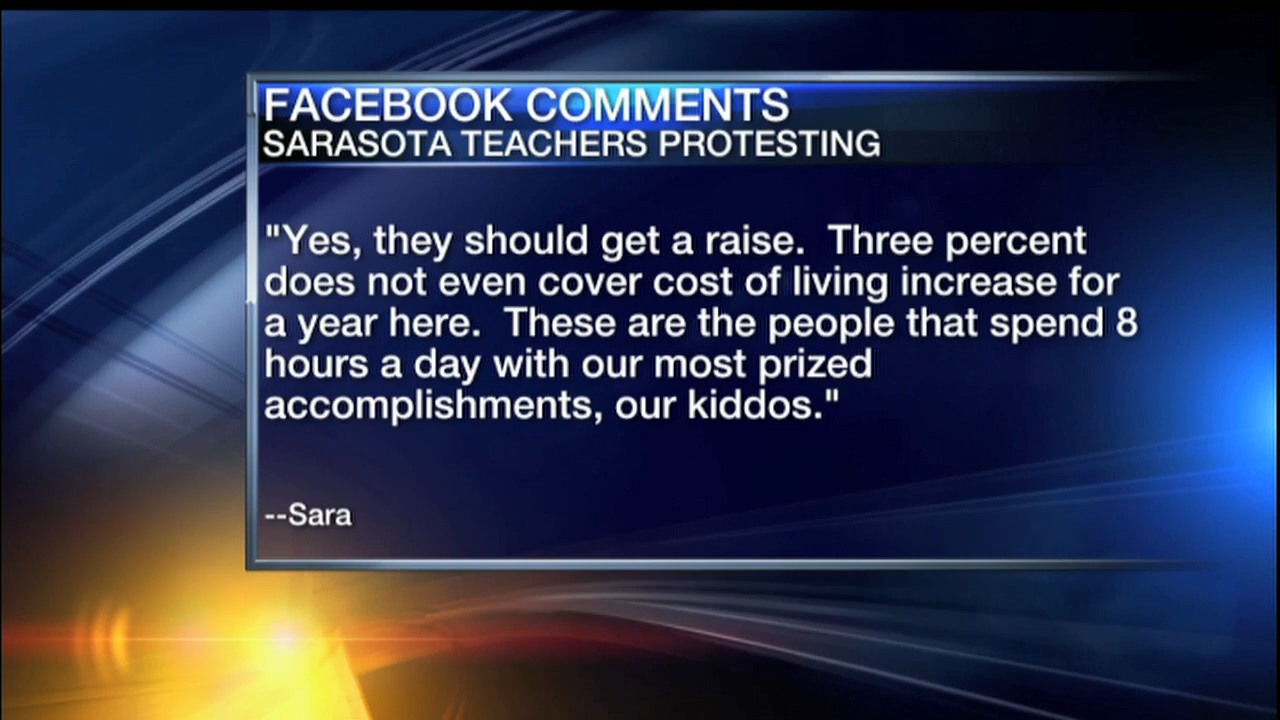 FACEBOOK COMMENTS
SARASOTA TEACHERS PROTESTING
"Yes, they should get a raise.  Three percent
does not even cover cost of living increase for
a year here.  These are the people that spend 8
hours a day with our most prized
accomplishments, our kiddos."
--Sara